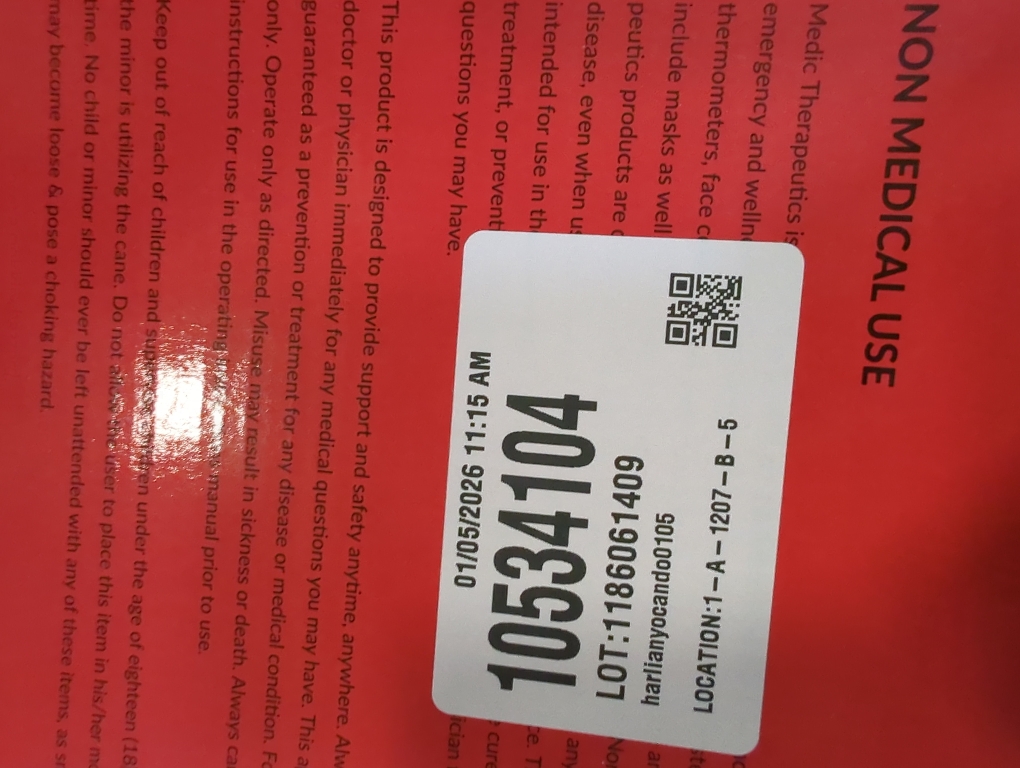 NON MEDICAL USE
Medic Therapeutics is
emergency and welln
thermometers, face c
include masks as well
peutics products are
disease, even when us
intended for use in th
treatment, or preventi
questions you may have.
This product is designed to provide support and safety anytime, anywhere. Alw
doctor or physician immediately for any medical questions you may have. This
guaranteed as a prevention or treatment for any disease or medical condition. Fo
only. Operate only as directed. Misuse may result in sickness or death. Always
instructions for use in the operating manual prior to use.
Keep out of reach of children and children under the age of eighteen (18
the minor is utilizing the cane. Do not allow the user to place this item in his/her
time. No child or minor should ever be left unattended with any of these items, as
may become loose & pose a choking hazard.
01/05/2026 11:15 AM
10534104
LOT:1186061409
harlianyocando0105
LOCATION:1-A-1207-B-5